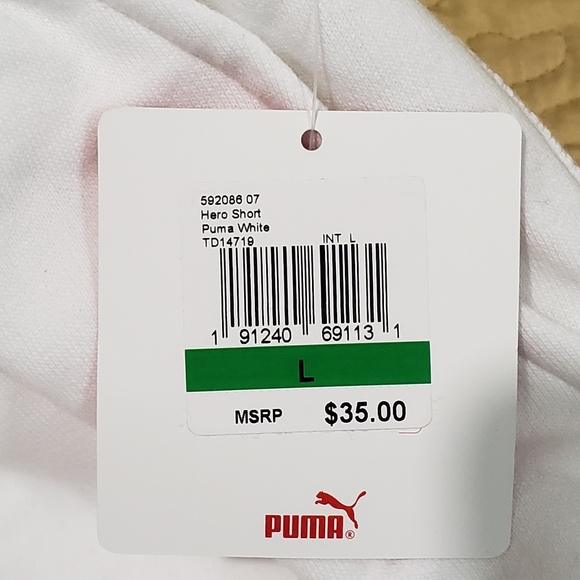 592086 07
Hero Short
Puma White
TD14719 INT L
1 91240 69113 1
L
MSRP $35.00
PUMA®